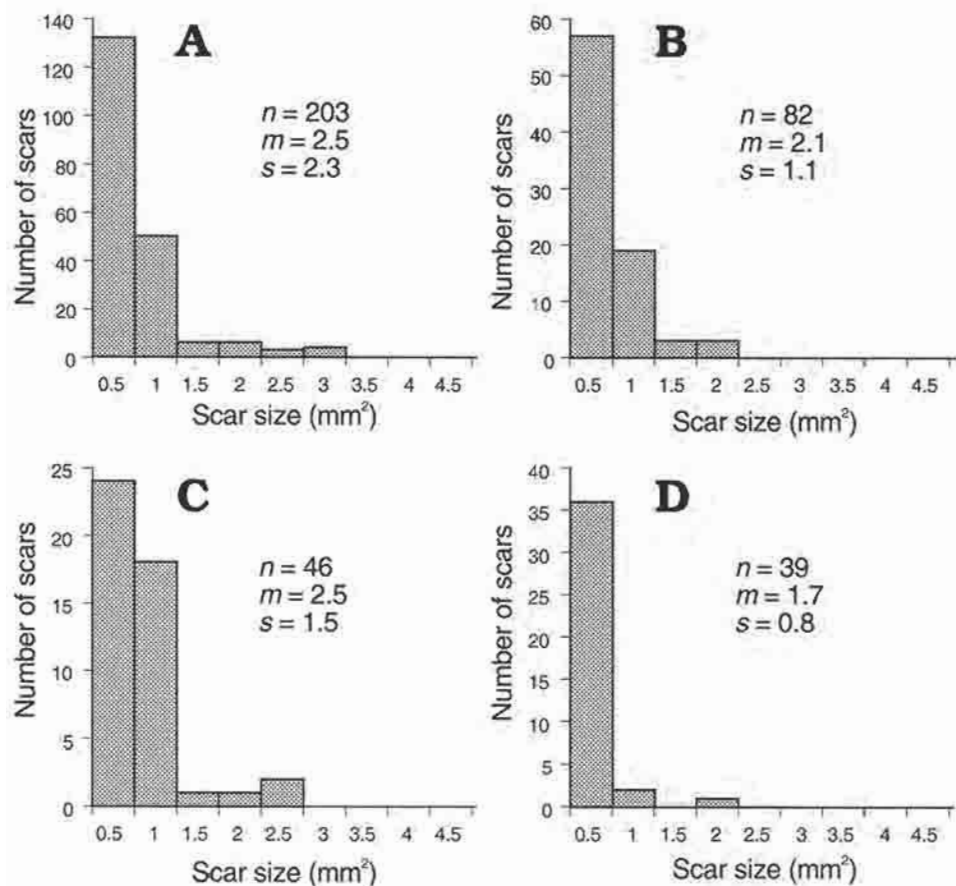 A
n = 203
m = 2.5
s = 2.3
Number of scars
140
120
100
80
60
40
20
0
0.5 1 1.5 2 2.5 3 3.5 4 4.5
Scar size (mm²)
B
n = 82
m = 2.1
s = 1.1
Number of scars
60
50
40
30
20
10
0
0.5 1 1.5 2 2.5 3 3.5 4 4.5
Scar size (mm²)
C
n = 46
m = 2.5
s = 1.5
Number of scars
25
20
15
10
5
0
0.5 1 1.5 2 2.5 3 3.5 4 4.5
Scar size (mm²)
D
n = 39
m = 1.7
s = 0.8
Number of scars
40
35
30
25
20
15
10
5
0
0.5 1 1.5 2 2.5 3 3.5 4 4.5
Scar size (mm²)